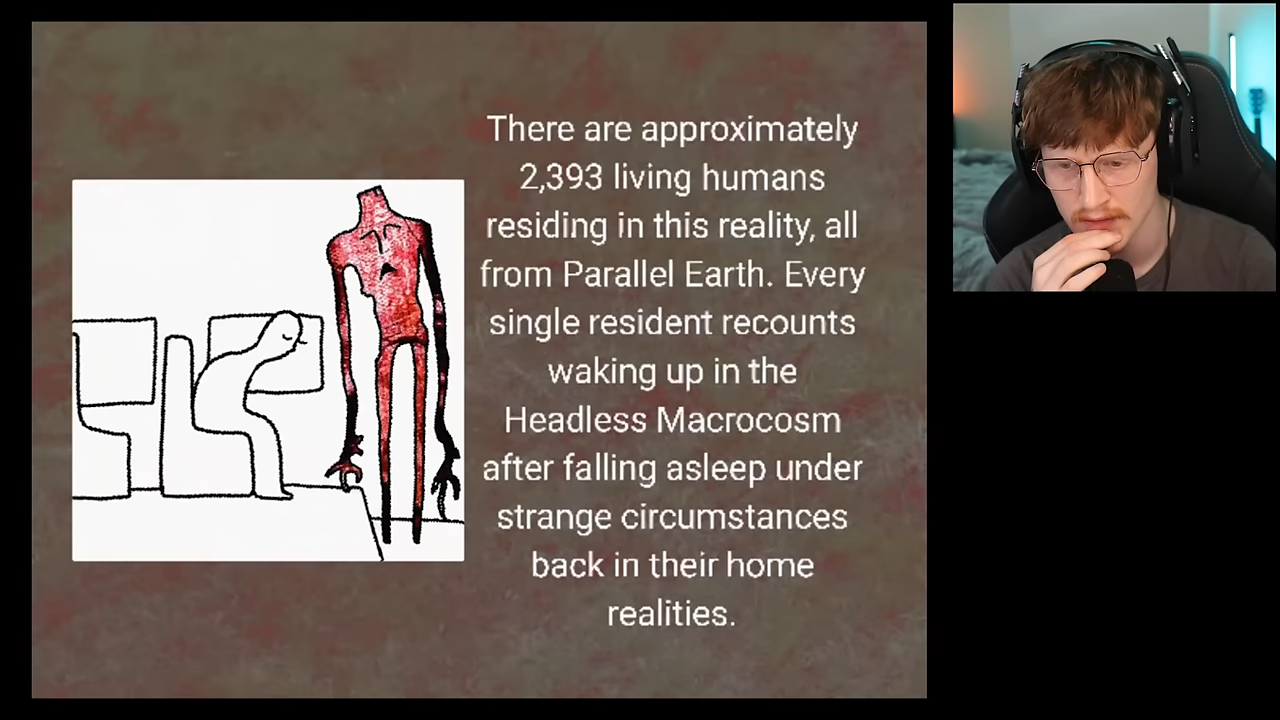 There are approximately
2,393 living humans
residing in this reality, all
from Parallel Earth. Every
single resident recounts
waking up in the
Headless Macrocosm
after falling asleep under
strange circumstances
back in their home
realities.